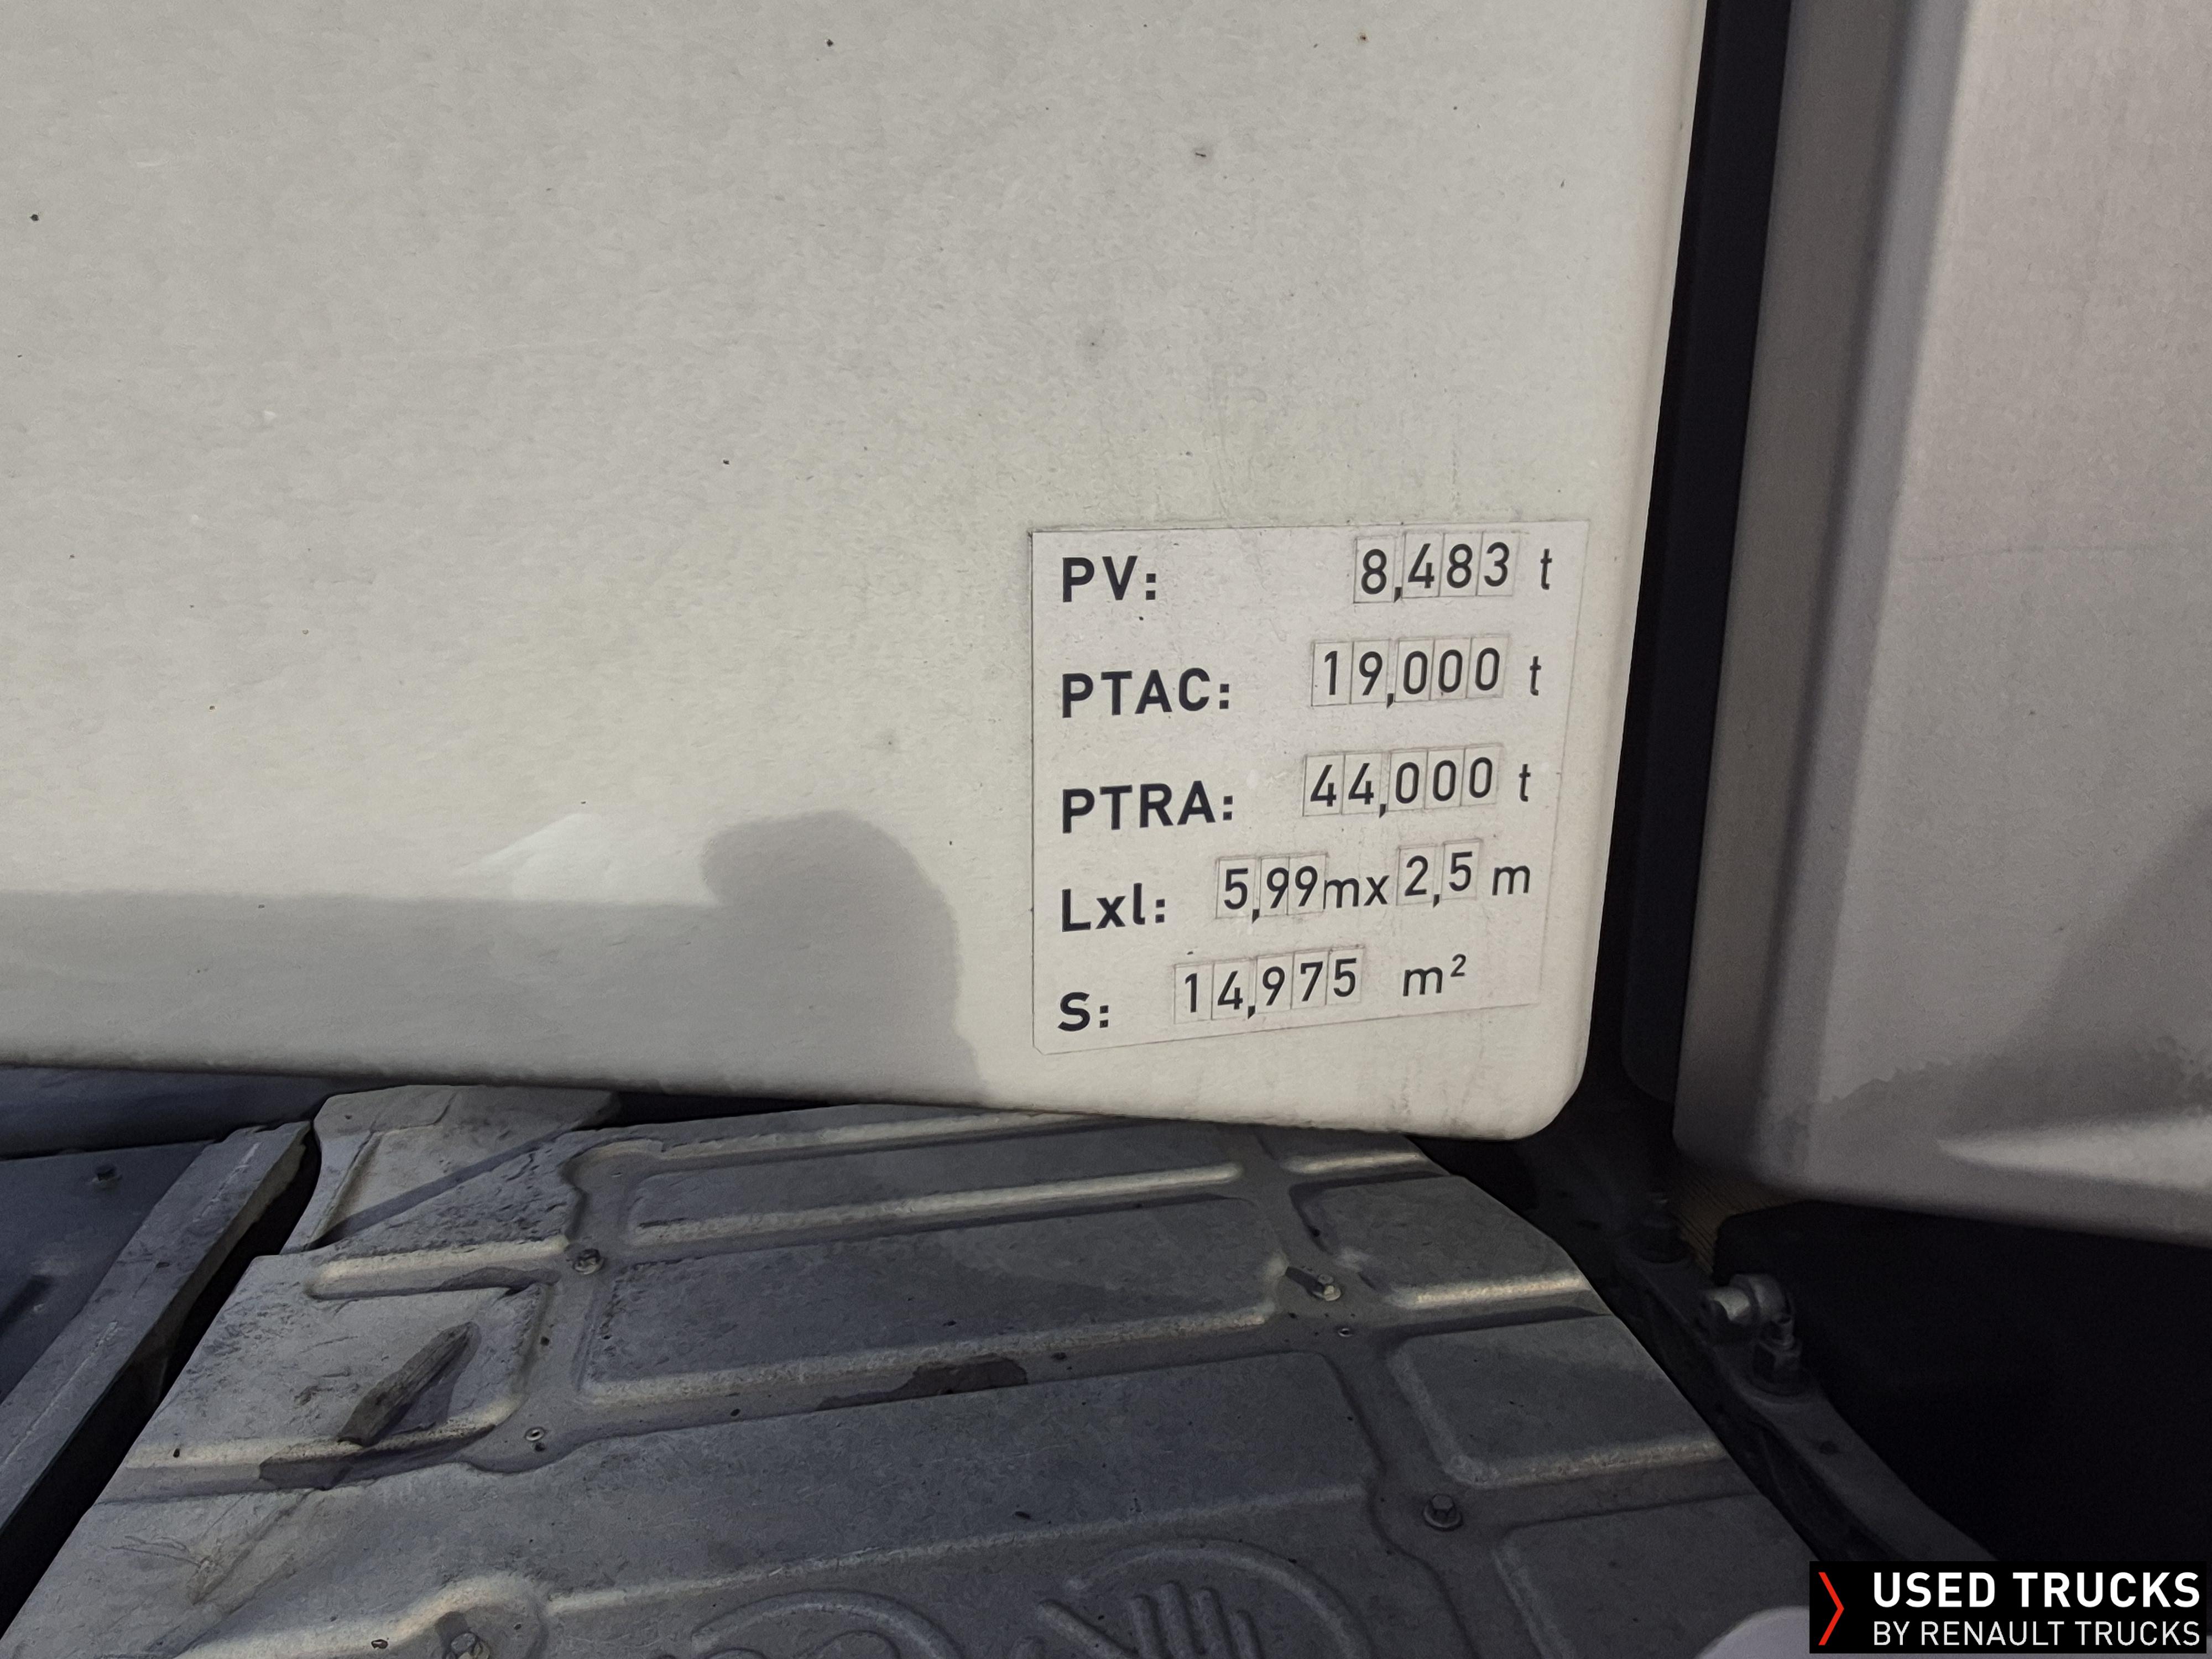 PV: 8,483 t
PTAC: 19,000 t
PTRA: 44,000 t
Lxl: 5,99mx 2,5 m
S: 14,975 m²
USED TRUCKS
BY RENAULT TRUCKS